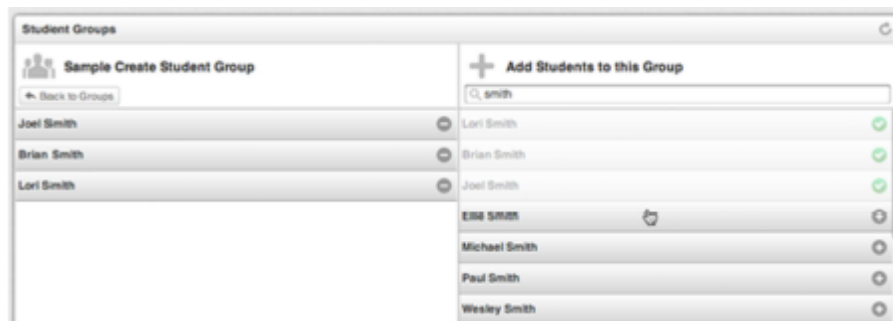 Student Groups
Sample Create Student Group
Back to Groups
Joel Smith
Brian Smith
Lori Smith
Add Students to this Group
smith
Lori Smith
Brian Smith
Joel Smith
Ellie Smith
Michael Smith
Paul Smith
Wesley Smith